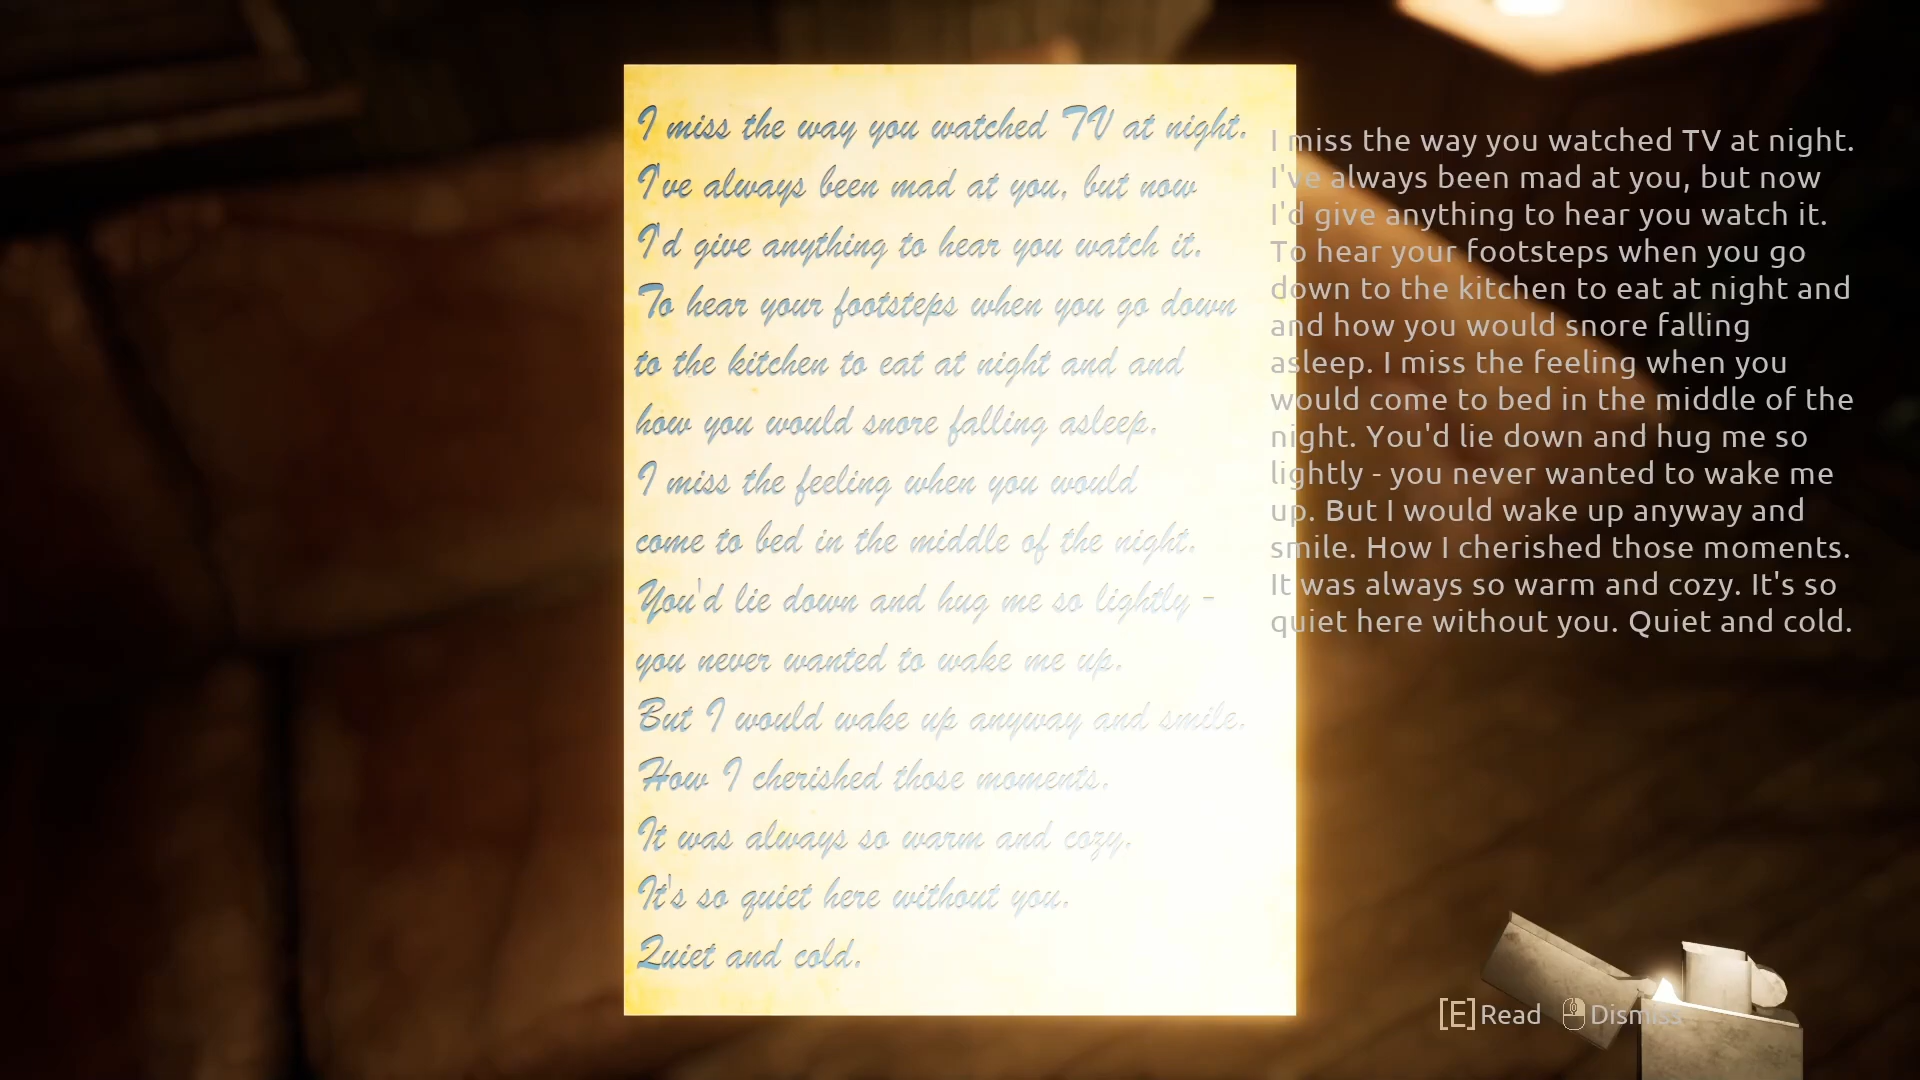 I miss the way you watched TV at night.
I've always been mad at you, but now
I'd give anything to hear you watch it.
To hear your footsteps when you go down
to the kitchen to eat at night and and
how you would snore falling asleep.
I miss the feeling when you would
come to bed in the middle of the night.
You'd lie down and hug me so lightly -
you never wanted to wake me up.
But I would wake up anyway and smile.
How I cherished those moments.
It was always so warm and cozy.
It's so quiet here without you.
Quiet and cold.
I miss the way you watched TV at night.
I've always been mad at you, but now
I'd give anything to hear you watch it.
To hear your footsteps when you go
down to the kitchen to eat at night and
and how you would snore falling
asleep. I miss the feeling when you
would come to bed in the middle of the
night. You'd lie down and hug me so
lightly - you never wanted to wake me
up. But I would wake up anyway and
smile. How I cherished those moments.
It was always so warm and cozy. It's so
quiet here without you. Quiet and cold.
[E] Read Dismiss